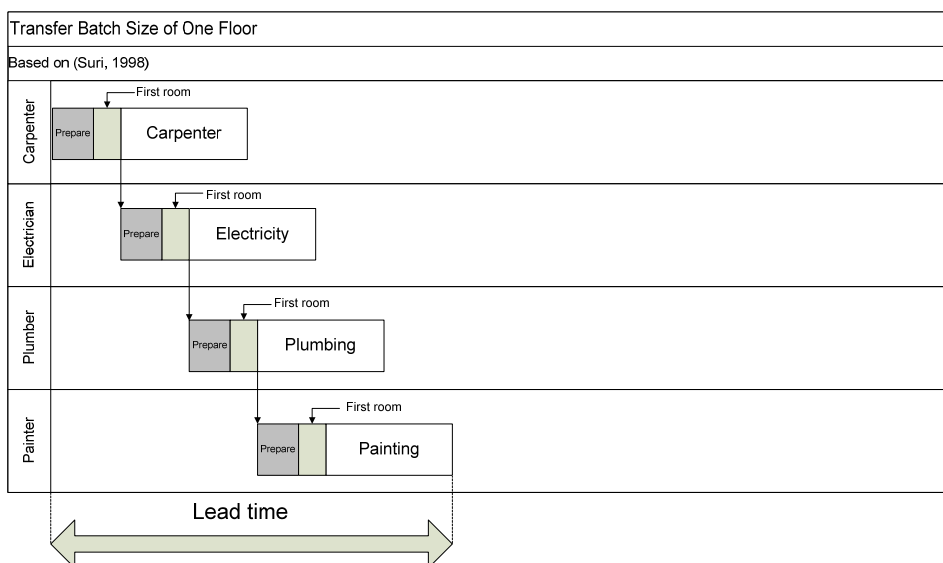 Transfer Batch Size of One Floor
Based on (Suri, 1998)
Carpenter
First room
Prepare
Carpenter
Electrician
First room
Prepare
Electricity
Plumber
First room
Prepare
Plumbing
Painter
First room
Prepare
Painting
Lead time